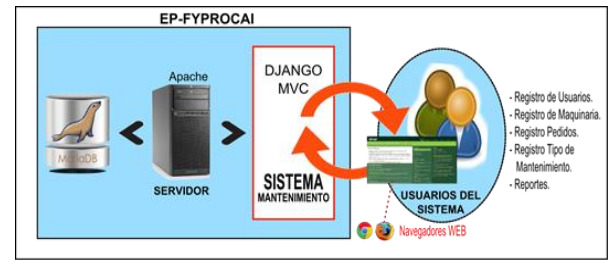 EP-FYPROCAI
MariaDB
Apache
SERVIDOR
DJANGO
MVC
SISTEMA
MANTENIMIENTO
USUARIOS DEL
SISTEMA
Navegadores WEB
- Registro de Usuarios.
- Registro de Maquinaria.
- Registro Pedidos.
- Registro Tipo de
Mantenimiento.
- Reportes.